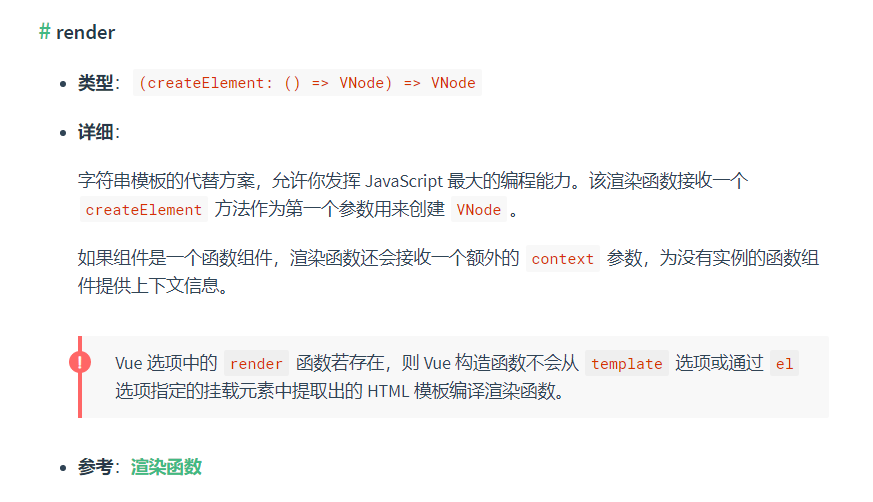 # render
类型：(createElement: () => VNode) => VNode
详细：
字符串模板的代替方案，允许你发挥 JavaScript 最大的编程能力。该渲染函数接收一个
createElement 方法作为第一个参数用来创建 VNode。
如果组件是一个函数组件，渲染函数还会接收一个额外的 context 参数，为没有实例的函数组
件提供上下文信息。
! Vue 选项中的 render 函数若存在，则 Vue 构造函数不会从 template 选项或通过 el
选项指定的挂载元素中提取出的 HTML 模板编译渲染函数。
参考：渲染函数